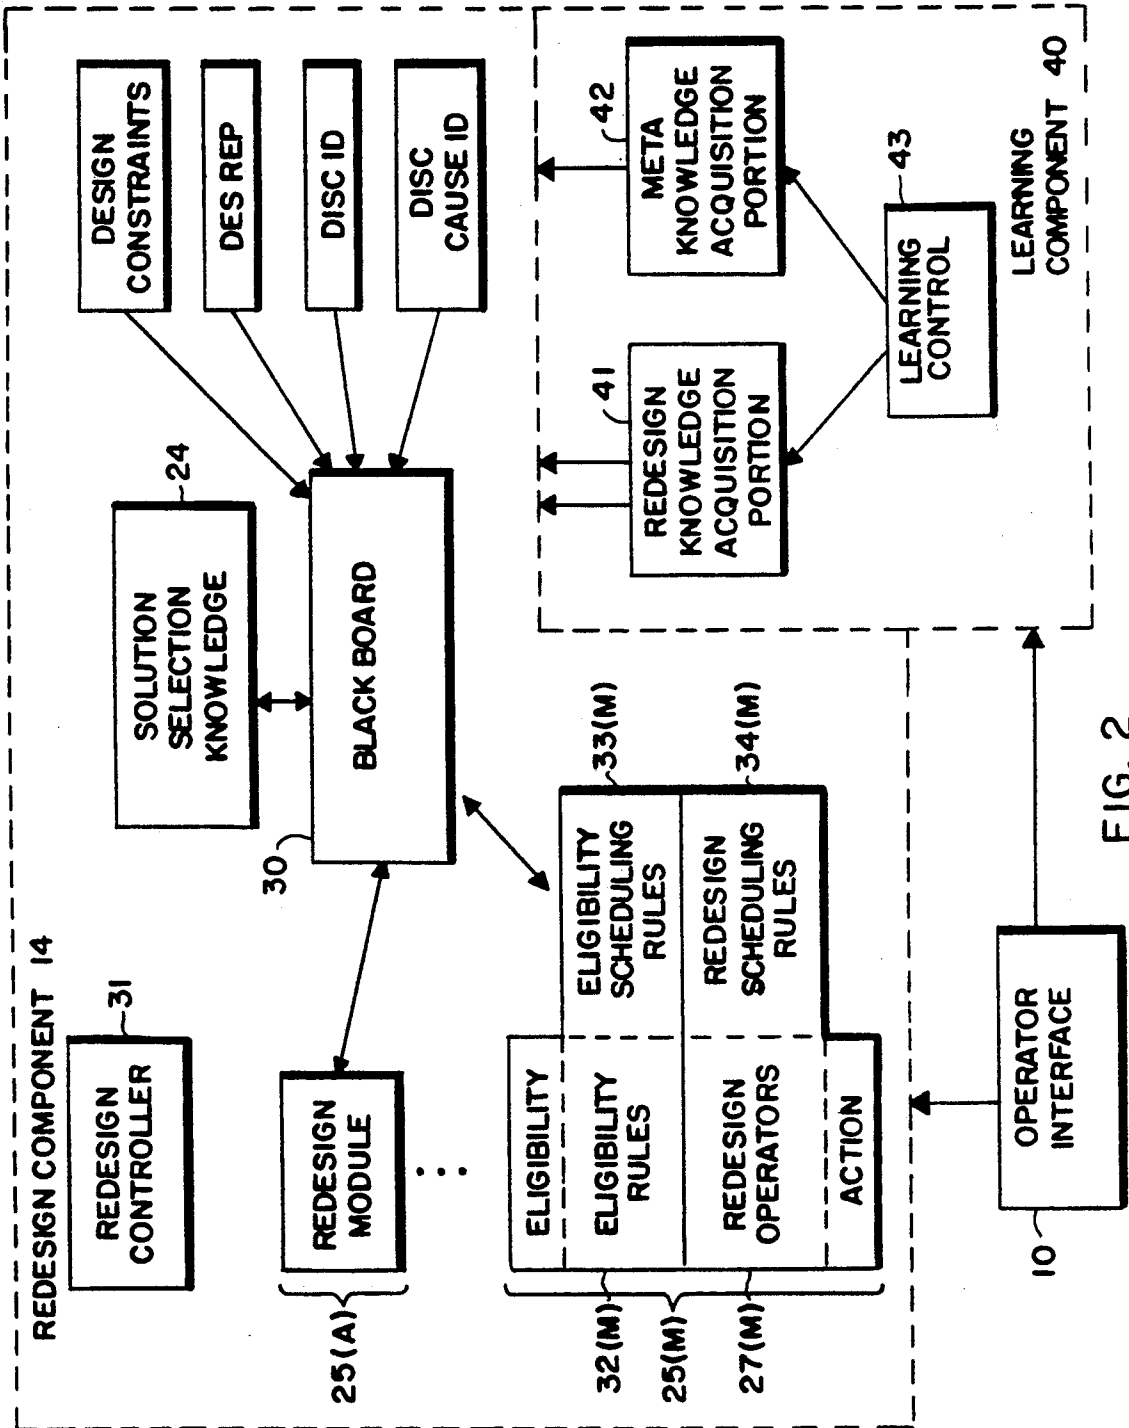 REDESIGN COMPONENT 14
REDESIGN
CONTROLLER
31
SOLUTION
SELECTION
KNOWLEDGE
24
DESIGN
CONSTRAINTS
DES REP
DISC ID
DISC
CAUSE ID
30
BLACK BOARD
25(A)
REDESIGN
MODULE
ELIGIBILITY
ELIGIBILITY
RULES
ELIGIBILITY
SCHEDULING
RULES
33(M)
32(M)
25(M)
27(M)
REDESIGN
OPERATORS
REDESIGN
SCHEDULING
RULES
34(M)
ACTION
41
REDESIGN
KNOWLEDGE
ACQUISITION
PORTION
42
META
KNOWLEDGE
ACQUISITION
PORTION
LEARNING
CONTROL
43
LEARNING
COMPONENT 40
10
OPERATOR
INTERFACE
FIG. 2